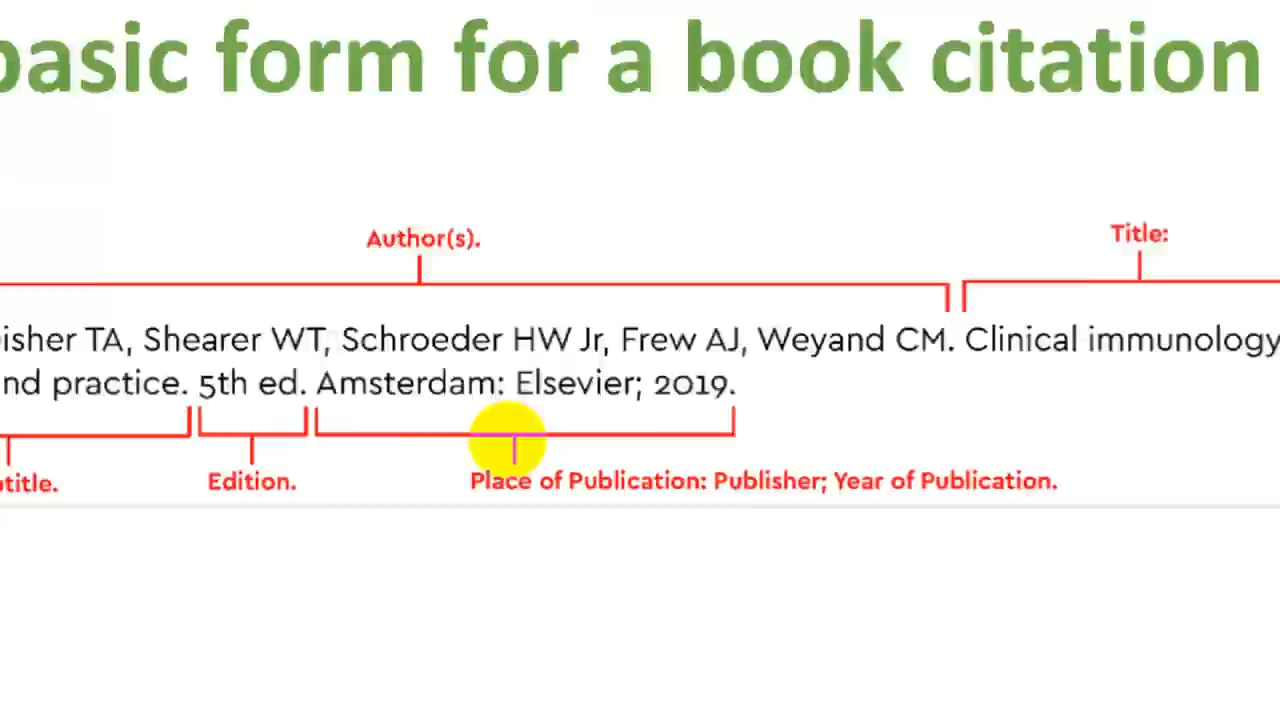 basic form for a book citation
Author(s).
Title:
isher TA, Shearer WT, Schroeder HW Jr, Frew AJ, Weyand CM. Clinical immunology
nd practice. 5th ed. Amsterdam: Elsevier; 2019.
title.
Edition.
Place of Publication: Publisher; Year of Publication.